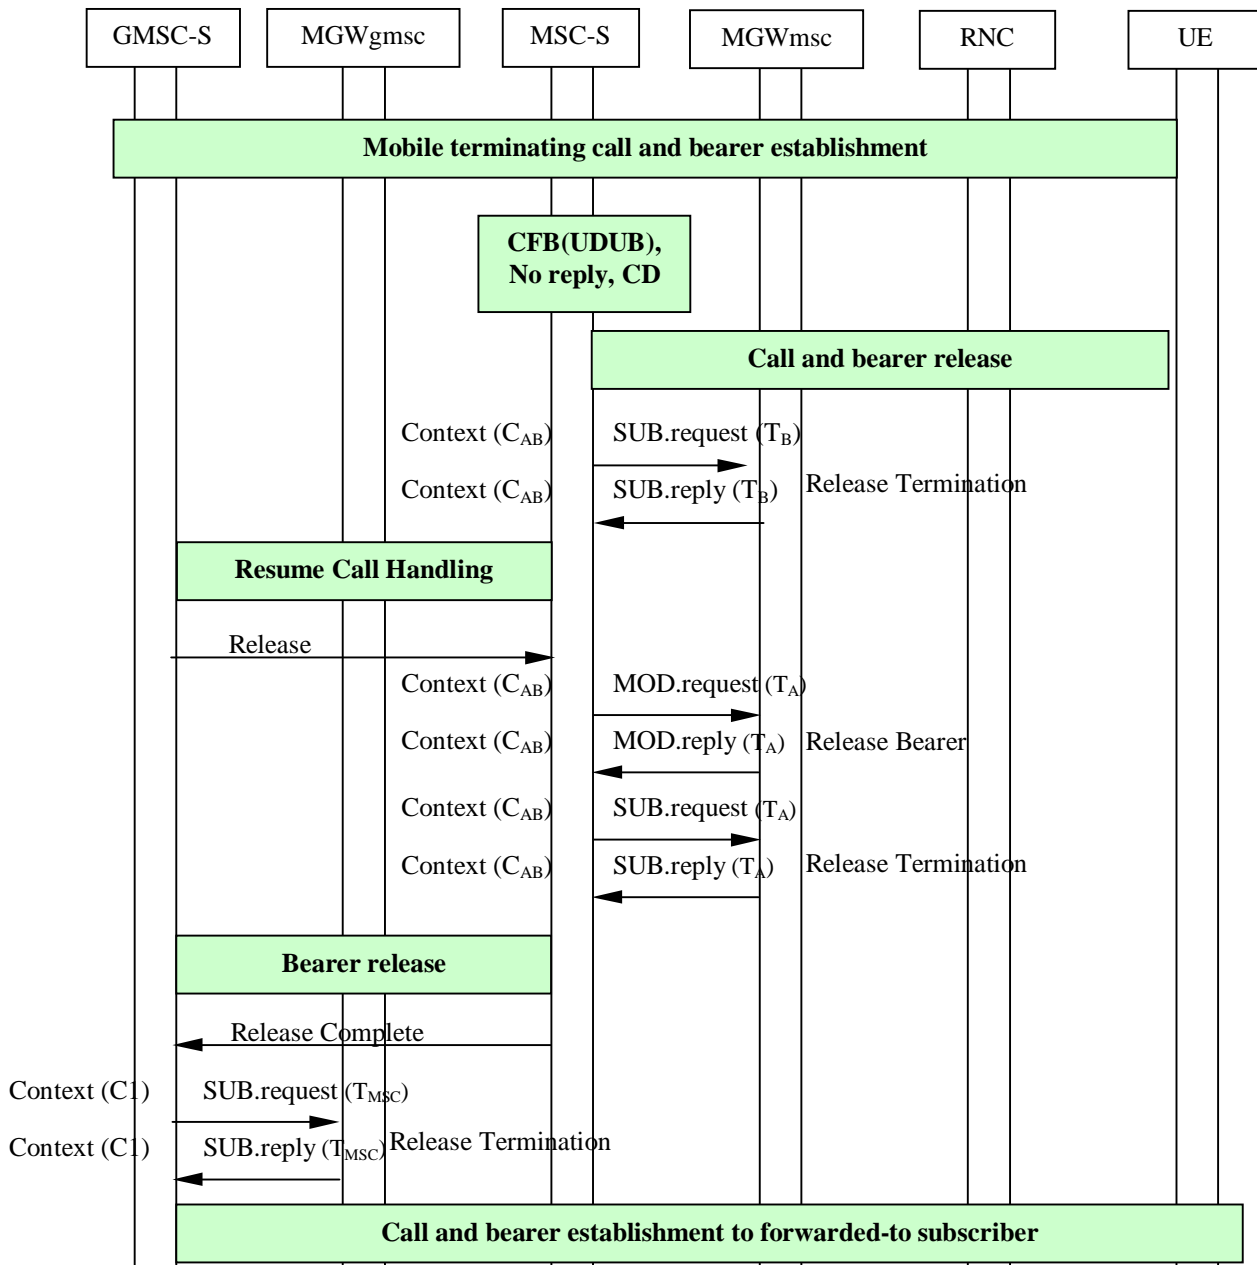 GMSC-S MGWgmsc MSC-S MGWmsc RNC UE
Mobile terminating call and bearer establishment
CFB(UDUB),
No reply, CD
Call and bearer release
Context (CAB) SUB.request (TB)
Context (CAB) SUB.reply (TB) Release Termination
Resume Call Handling
Release
Context (CAB) MOD.request (TA)
Context (CAB) MOD.reply (TA) Release Bearer
Context (CAB) SUB.request (TA)
Context (CAB) SUB.reply (TA) Release Termination
Bearer release
Release Complete
Context (C1) SUB.request (TMSC)
Context (C1) SUB.reply (TMSC) Release Termination
Call and bearer establishment to forwarded-to subscriber